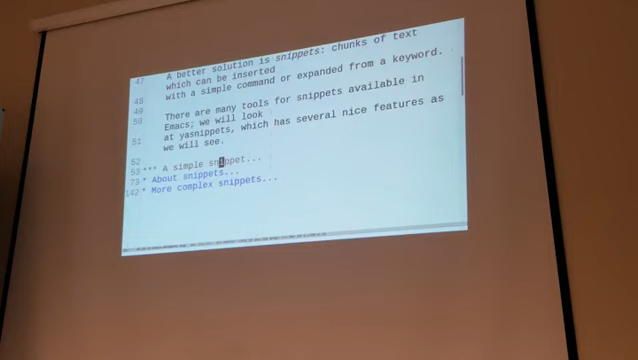 47 A better solution is snippets: chunks of text
which can be inserted
48 with a simple command or expanded from a keyword.
49
50 There are many tools for snippets available in
Emacs; we will look
51 at yasnippets, which has several nice features as
we will see.
52
53 *** A simple snippet...
73 * About snippets...
142 * More complex snippets...